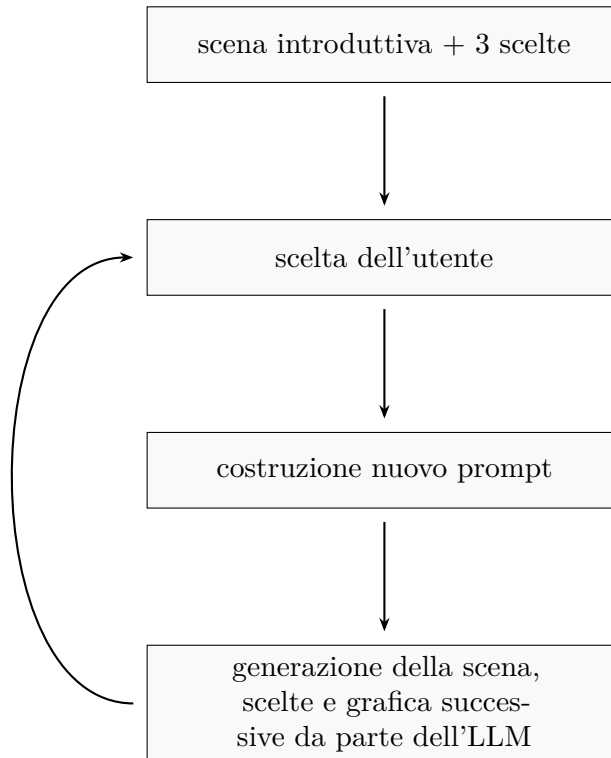 scena introduttiva + 3 scelte
scelta dell'utente
costruzione nuovo prompt
generazione della scena,
scelte e grafica succes-
sive da parte dell'LLM